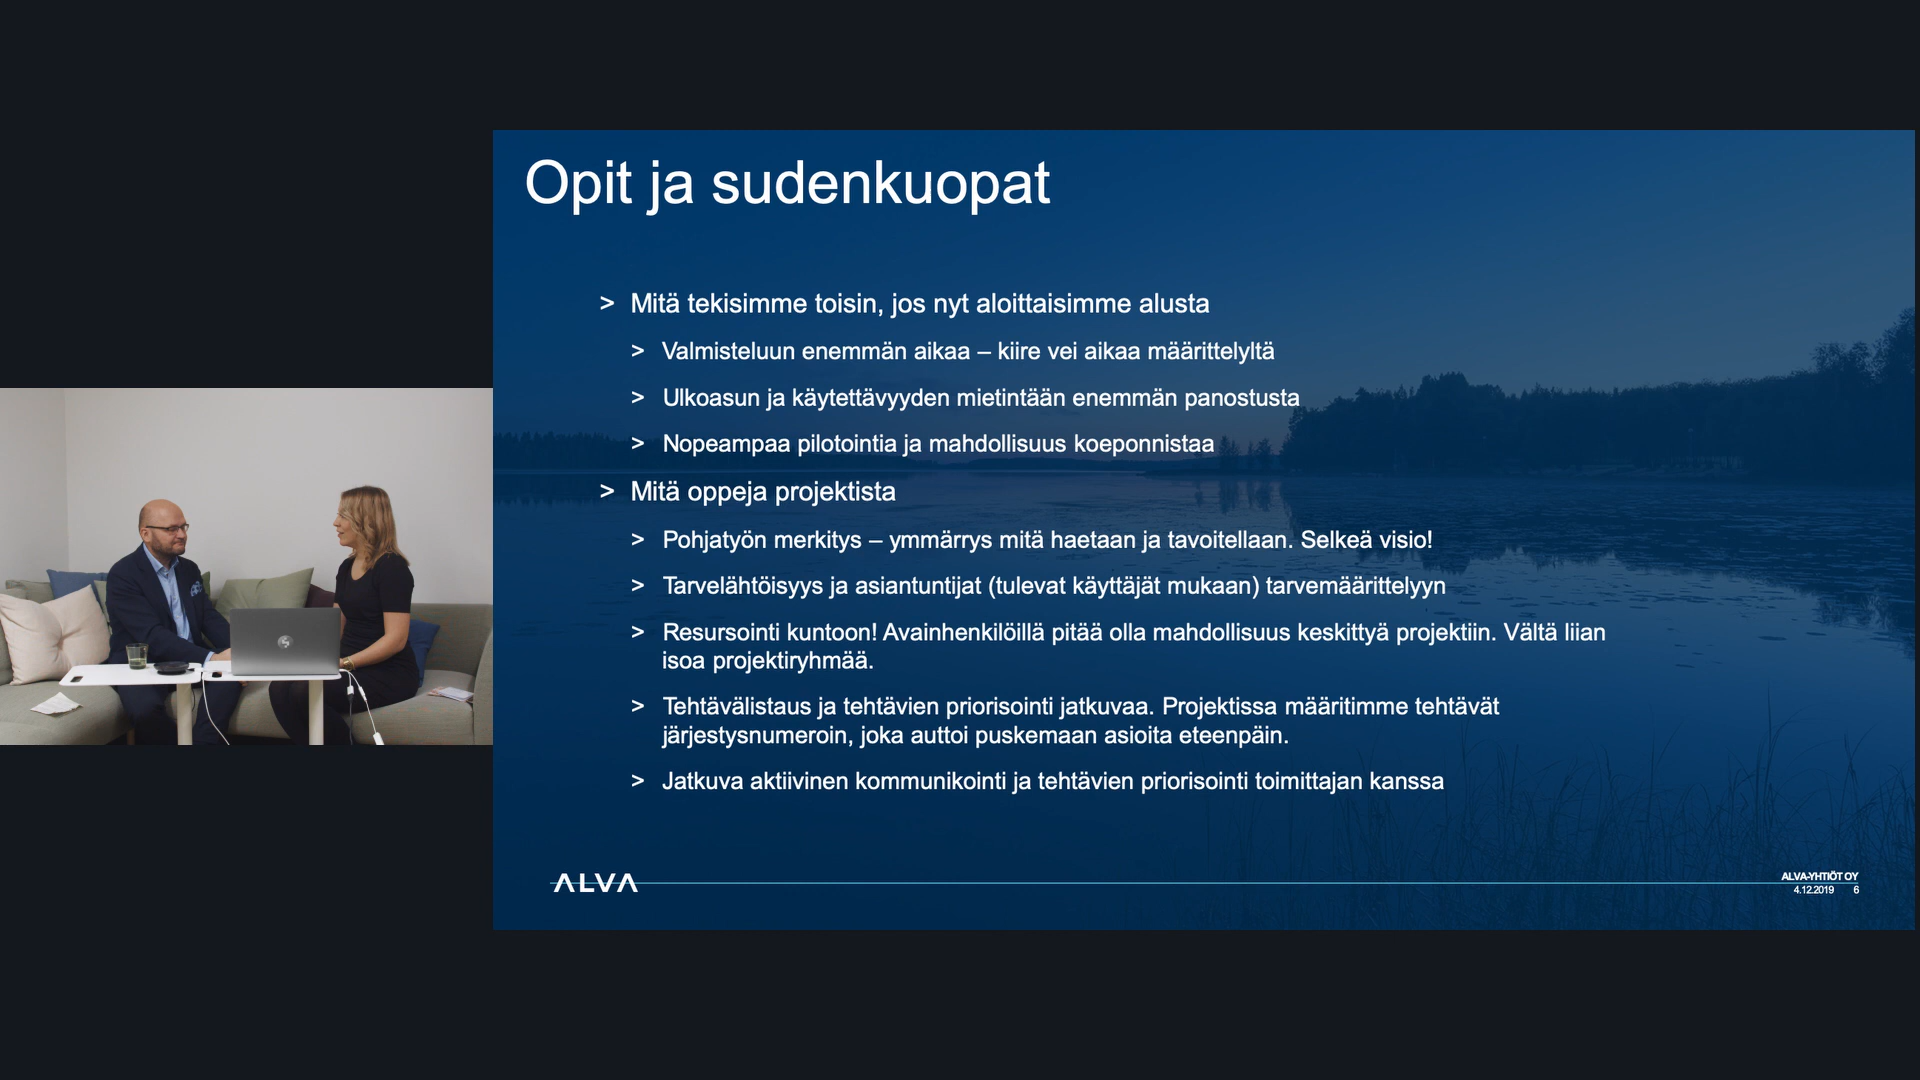 Opit ja sudenkuopat
> Mitä tekisimme toisin, jos nyt aloittaisimme alusta
> Valmisteluun enemmän aikaa – kiire vei aikaa määrittelyltä
> Ulkoasun ja käytettävyyden mietintään enemmän panostusta
> Nopeampaa pilotointia ja mahdollisuus koeponnistaa
> Mitä oppeja projektista
> Pohjatyön merkitys – ymmärrys mitä haetaan ja tavoitellaan. Selkeä visio!
> Tarvelähtöisyys ja asiantuntijat (tulevat käyttäjät mukaan) tarvemäärittelyyn
> Resursointi kuntoon! Avainhenkilöillä pitää olla mahdollisuus keskittyä projektiin. Vältä liian
isoa projektiryhmää.
> Tehtävälistaus ja tehtävien priorisointi jatkuvaa. Projektissa määritimme tehtävät
järjestysnumeroin, joka auttoi puskemaan asioita eteenpäin.
> Jatkuva aktiivinen kommunikointi ja tehtävien priorisointi toimittajan kanssa
ALVA
ALVA-YHTIÖT OY
4.12.2019 6